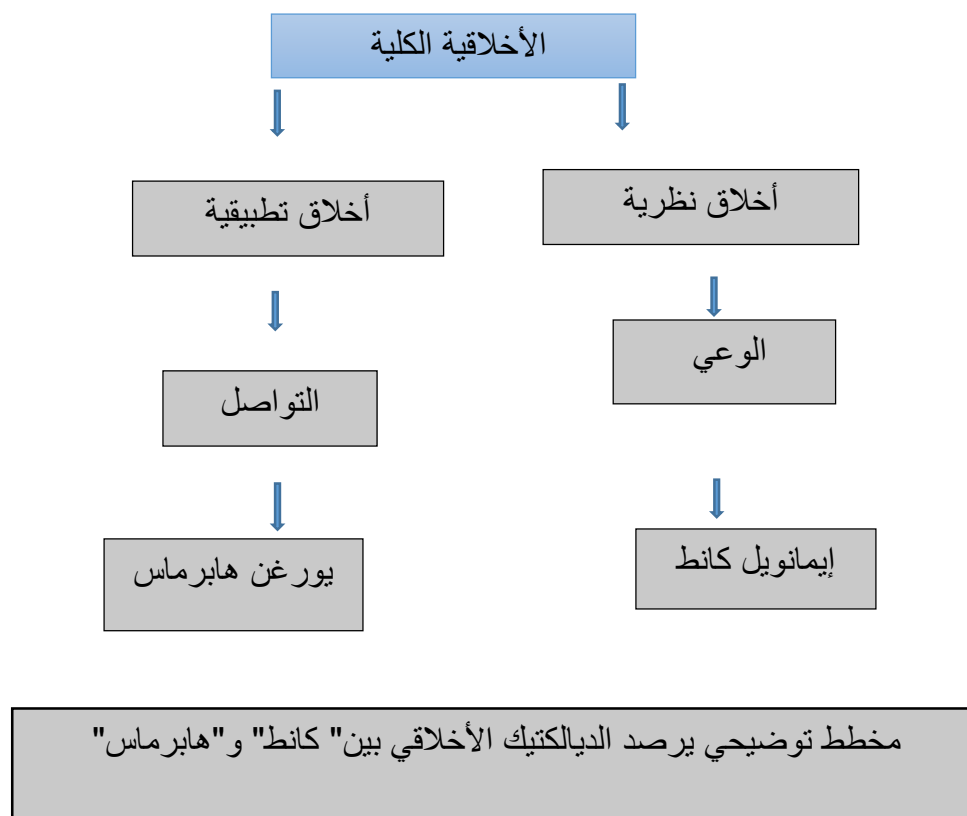 الأخلاقية الكلية
أخلاق نظرية
أخلاق تطبيقية
الوعي
التواصل
إيمانويل كانط
يورغن هابرماس
مخطط توضيحي يرصد الديالكتيك الأخلاقي بين" كانط" و"هابرماس"